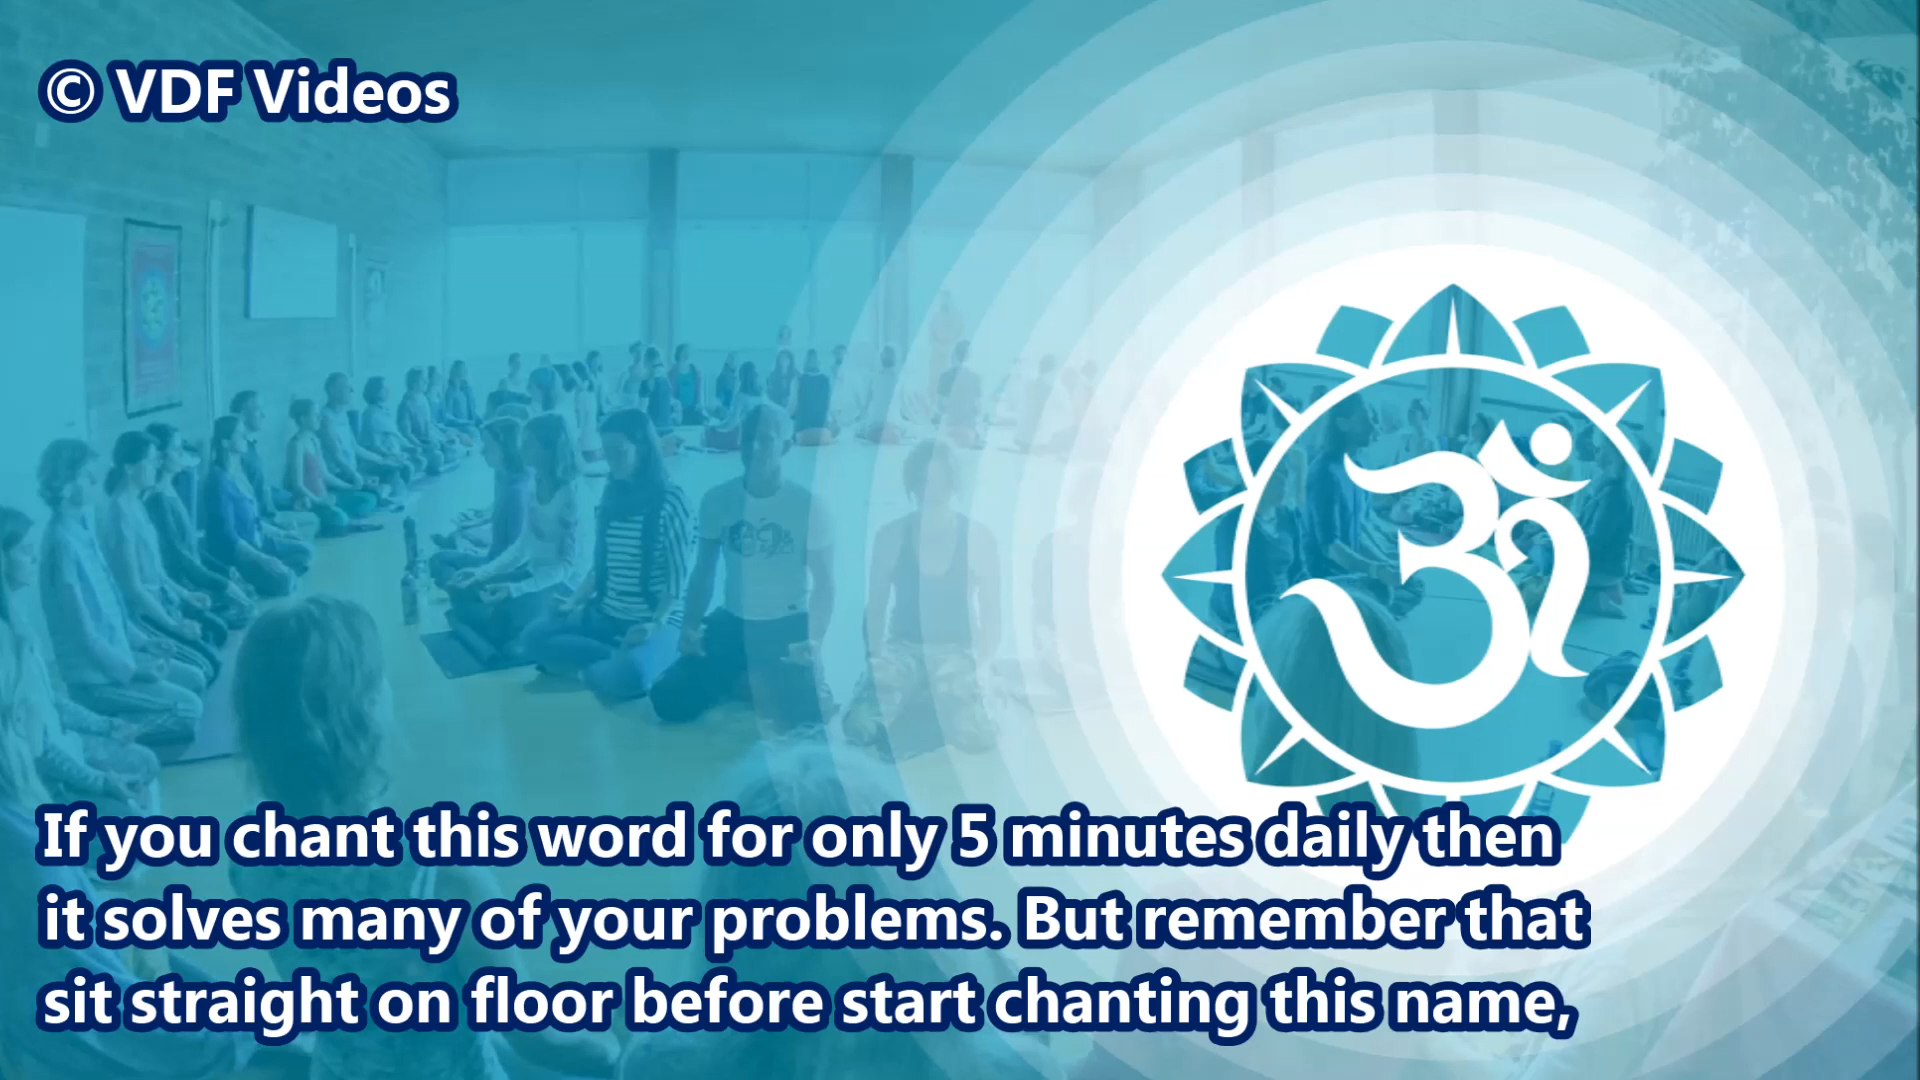 © VDF Videos
ॐ
If you chant this word for only 5 minutes daily then
it solves many of your problems. But remember that
sit straight on floor before start chanting this name,